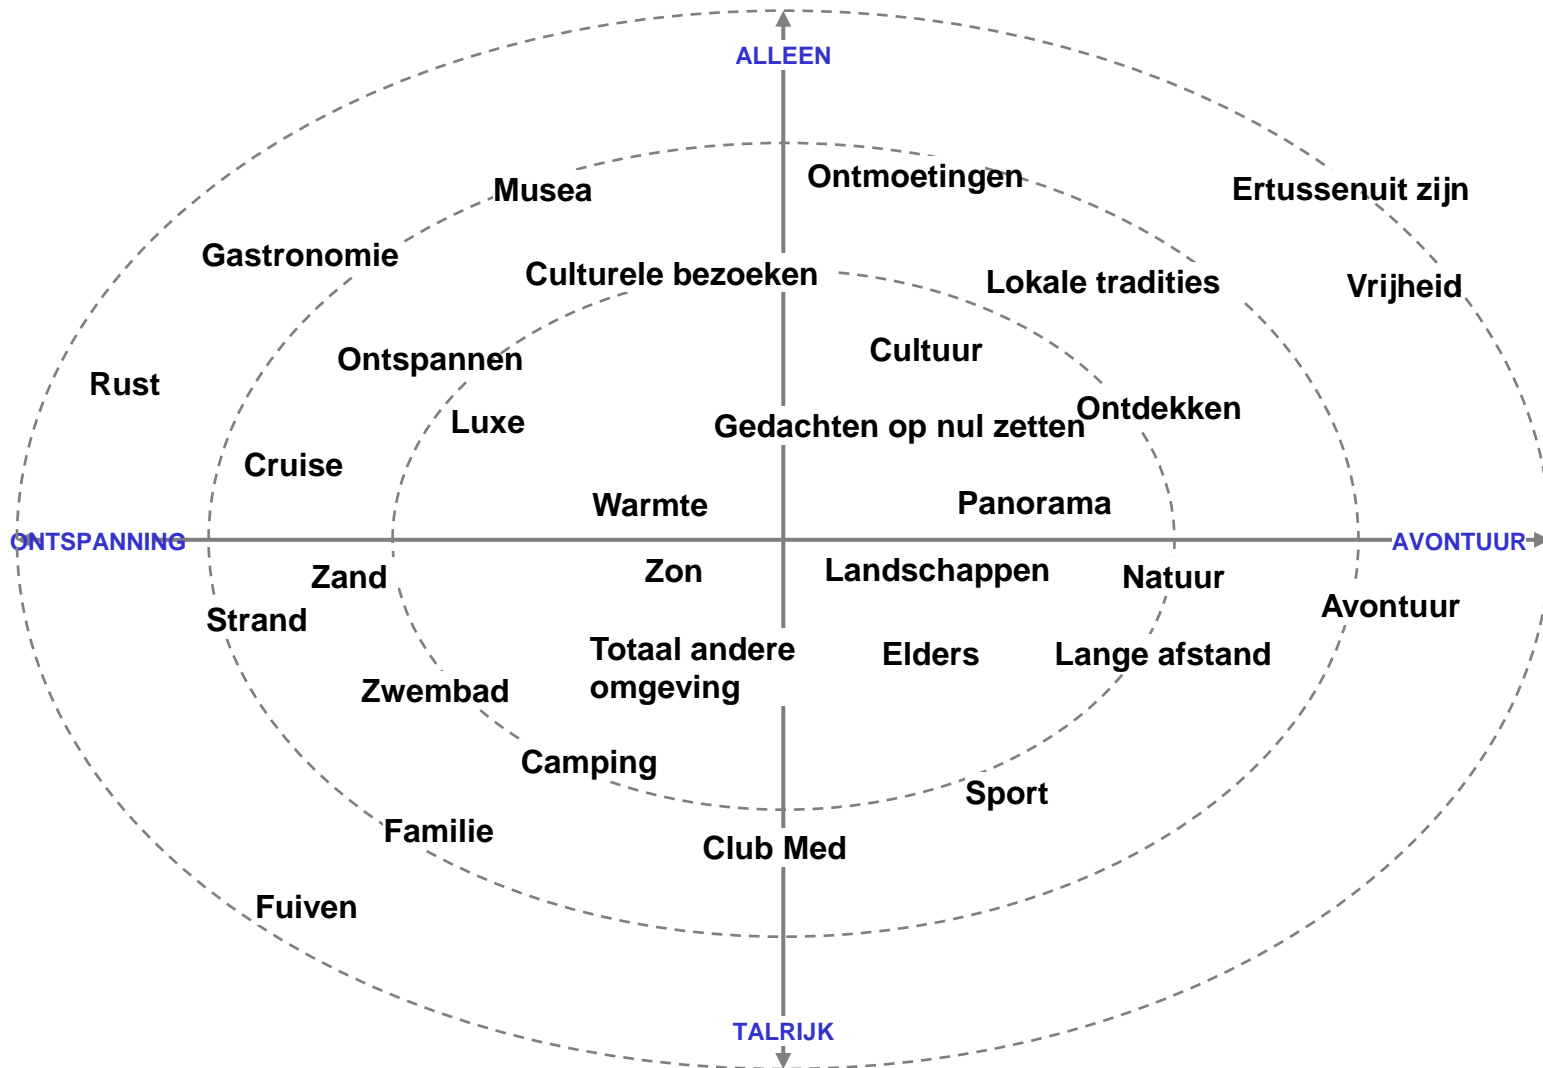 ALLEEN
Musea
Ontmoetingen
Ertussenuit zijn
Gastronomie
Culturele bezoeken
Lokale tradities
Vrijheid
Ontspannen
Cultuur
Rust
Luxe
Gedachten op nul zetten
Ontdekken
Cruise
Warmte
Panorama
ONTSPANNING
AVONTUUR
Zand
Zon
Landschappen
Natuur
Strand
Avontuur
Totaal andere
omgeving
Elders
Lange afstand
Zwembad
Camping
Sport
Familie
Club Med
Fuiven
TALRIJK